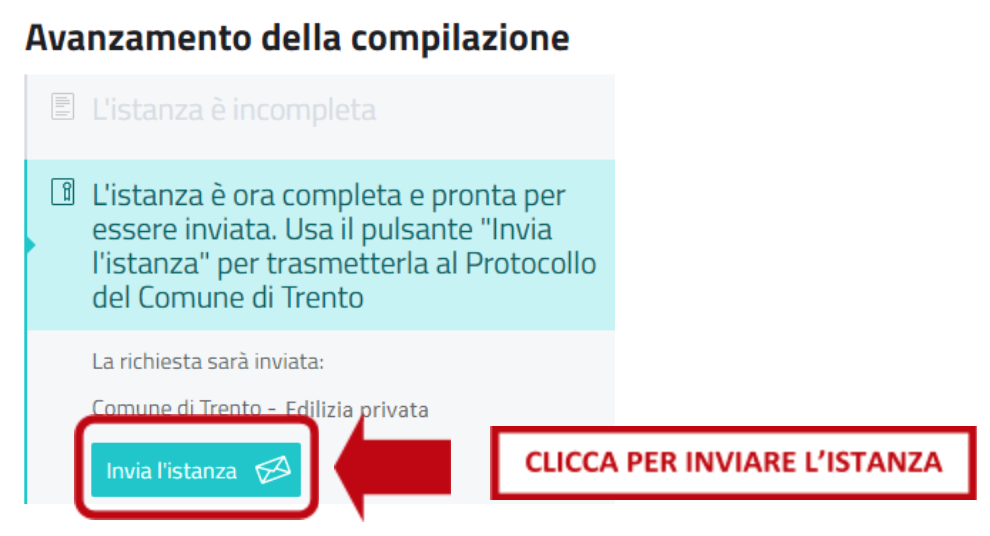 Avanzamento della compilazione
L'istanza è incompleta
L'istanza è ora completa e pronta per
essere inviata. Usa il pulsante "Invia
l'istanza" per trasmetterla al Protocollo
del Comune di Trento
La richiesta sarà inviata:
Comune di Trento - Edilizia privata
Invia l'istanza
CLICCA PER INVIARE L’ISTANZA